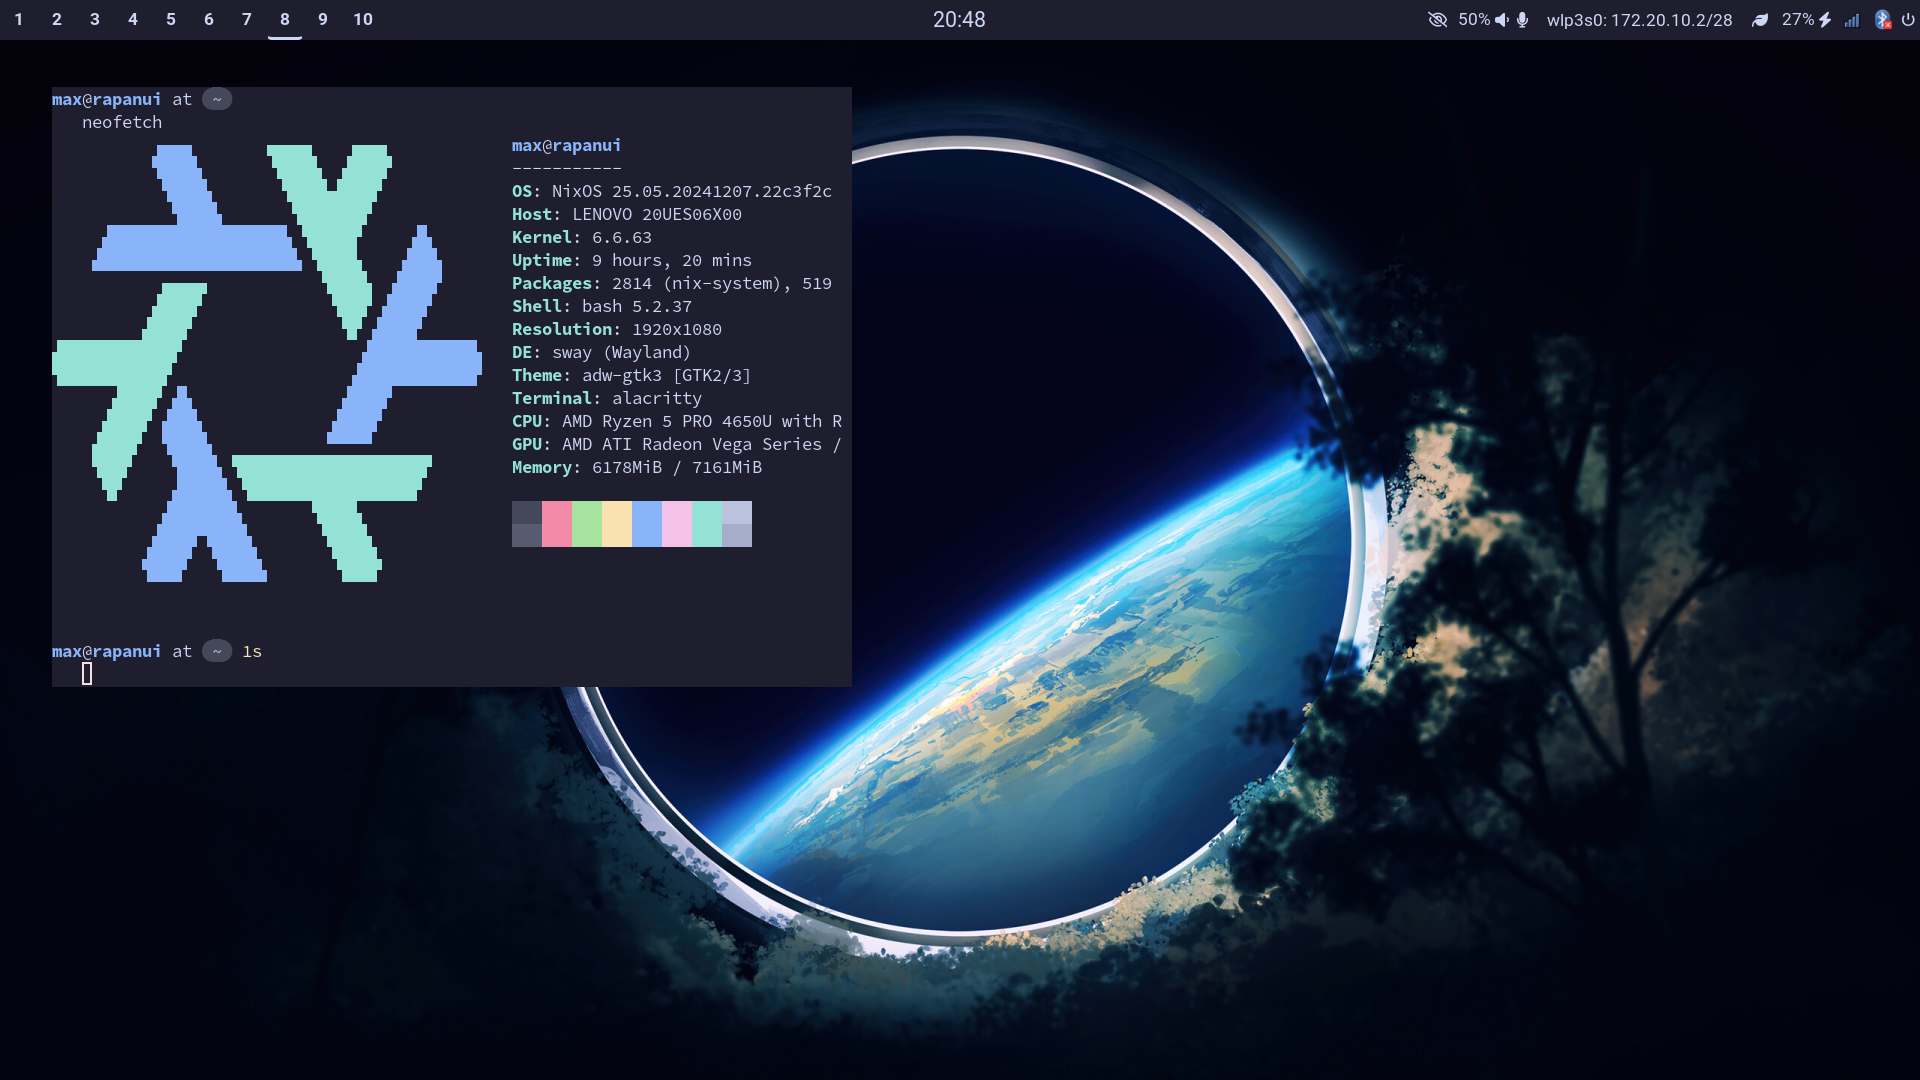 1 2 3 4 5 6 7 8 9 10 20:48 50% wlp3s0: 172.20.10.2/28 27%
max@rapanui at ~
neofetch
max@rapanui
-----------
OS: NixOS 25.05.20241207.22c3f2c
Host: LENOVO 20UES06X00
Kernel: 6.6.63
Uptime: 9 hours, 20 mins
Packages: 2814 (nix-system), 519
Shell: bash 5.2.37
Resolution: 1920x1080
DE: sway (Wayland)
Theme: adw-gtk3 [GTK2/3]
Terminal: alacritty
CPU: AMD Ryzen 5 PRO 4650U with R
GPU: AMD ATI Radeon Vega Series /
Memory: 6178MiB / 7161MiB
max@rapanui at ~ 1s